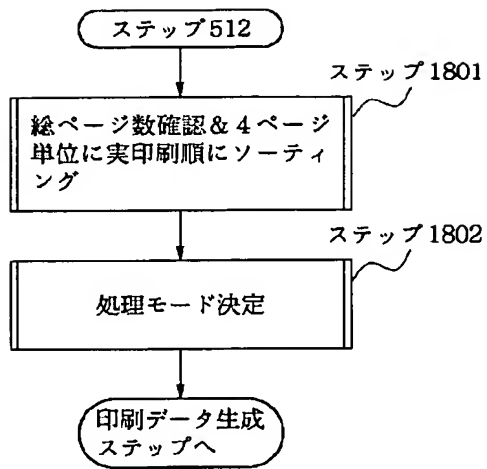 ステップ512
ステップ1801
総ページ数確認&4ページ
単位に実印刷順にソーティ
ング
ステップ1802
処理モード決定
印刷データ生成
ステップへ